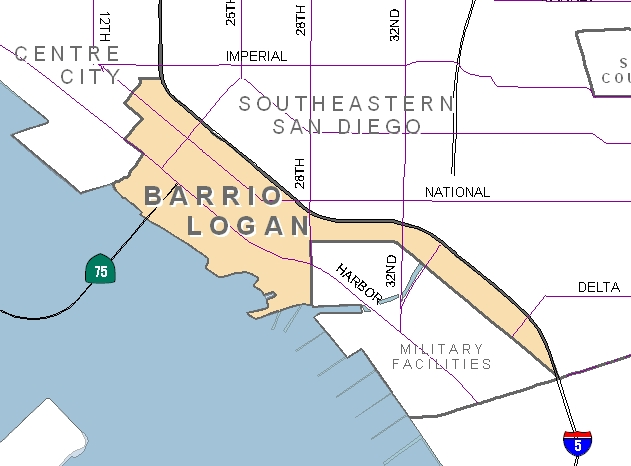 12TH
25TH
28TH
32ND
IMPERIAL
CENTRE
CITY
SOUTHEASTERN
SAN DIEGO
S
COU
28TH
NATIONAL
BARRIO
LOGAN
75
HARBOR
32ND
DELTA
MILITARY
FACILITIES
5